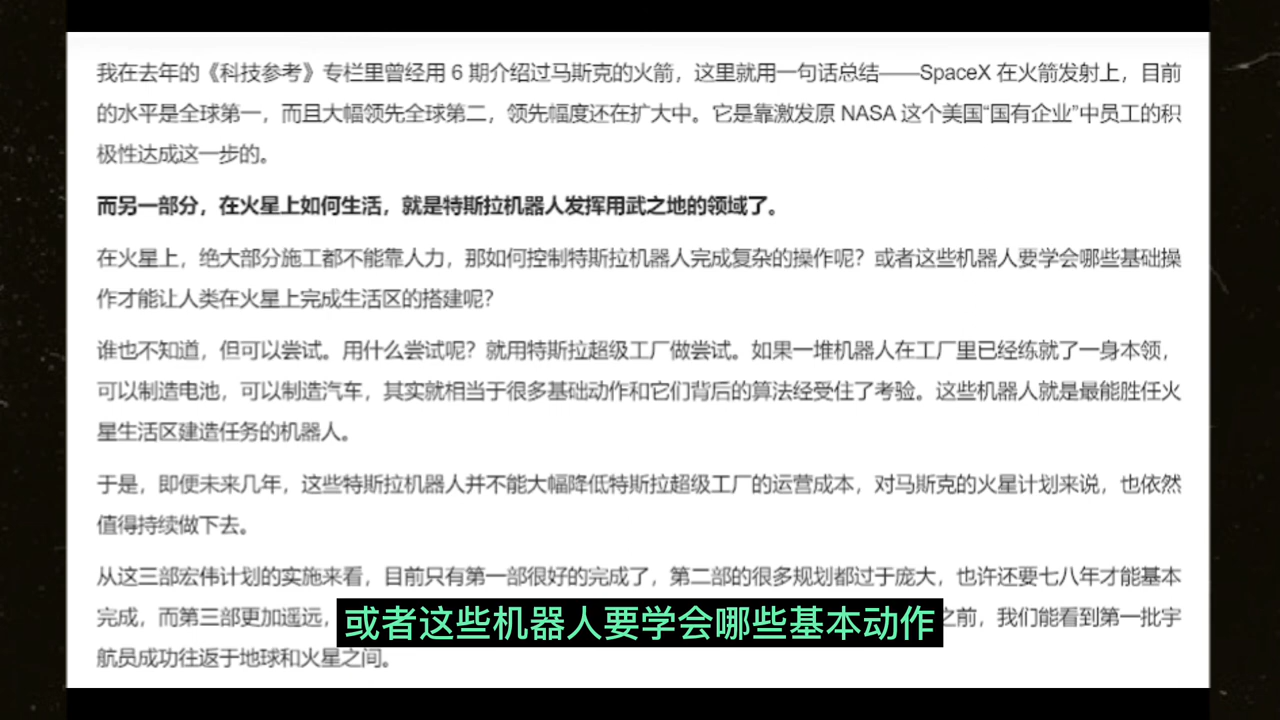 我在去年的《科技参考》专栏里曾经用 6 期介绍过马斯克的火箭，这里就用一句话总结——SpaceX 在火箭发射上，目前
的水平是全球第一，而且大幅领先全球第二，领先幅度还在扩大中。它是靠激发原 NASA 这个美国“国有企业”中员工的积
极性达成这一步的。
而另一部分，在火星上如何生活，就是特斯拉机器人发挥用武之地的领域了。
在火星上，绝大部分施工都不能靠人力，那如何控制特斯拉机器人完成复杂的操作呢？或者这些机器人要学会哪些基础操
作才能让人类在火星上完成生活区的搭建呢？
谁也不知道，但可以尝试。用什么尝试呢？就用特斯拉超级工厂做尝试。如果一堆机器人在工厂里已经练就了一身本领，
可以制造电池，可以制造汽车，其实就相当于很多基础动作和它们背后的算法经受住了考验。这些机器人就是最能胜任火
星生活区建造任务的机器人。
于是，即便未来几年，这些特斯拉机器人并不能大幅降低特斯拉超级工厂的运营成本，对马斯克的火星计划来说，也依然
值得持续做下去。
从这三部宏伟计划的实施来看，目前只有第一部很好的完成了，第二部的很多规划都过于庞大，也许还要七八年才能基本
完成，而第三部更加遥远，
之前，我们能看到第一批宇
航员成功往返于地球和火星之间。
或者这些机器人要学会哪些基本动作